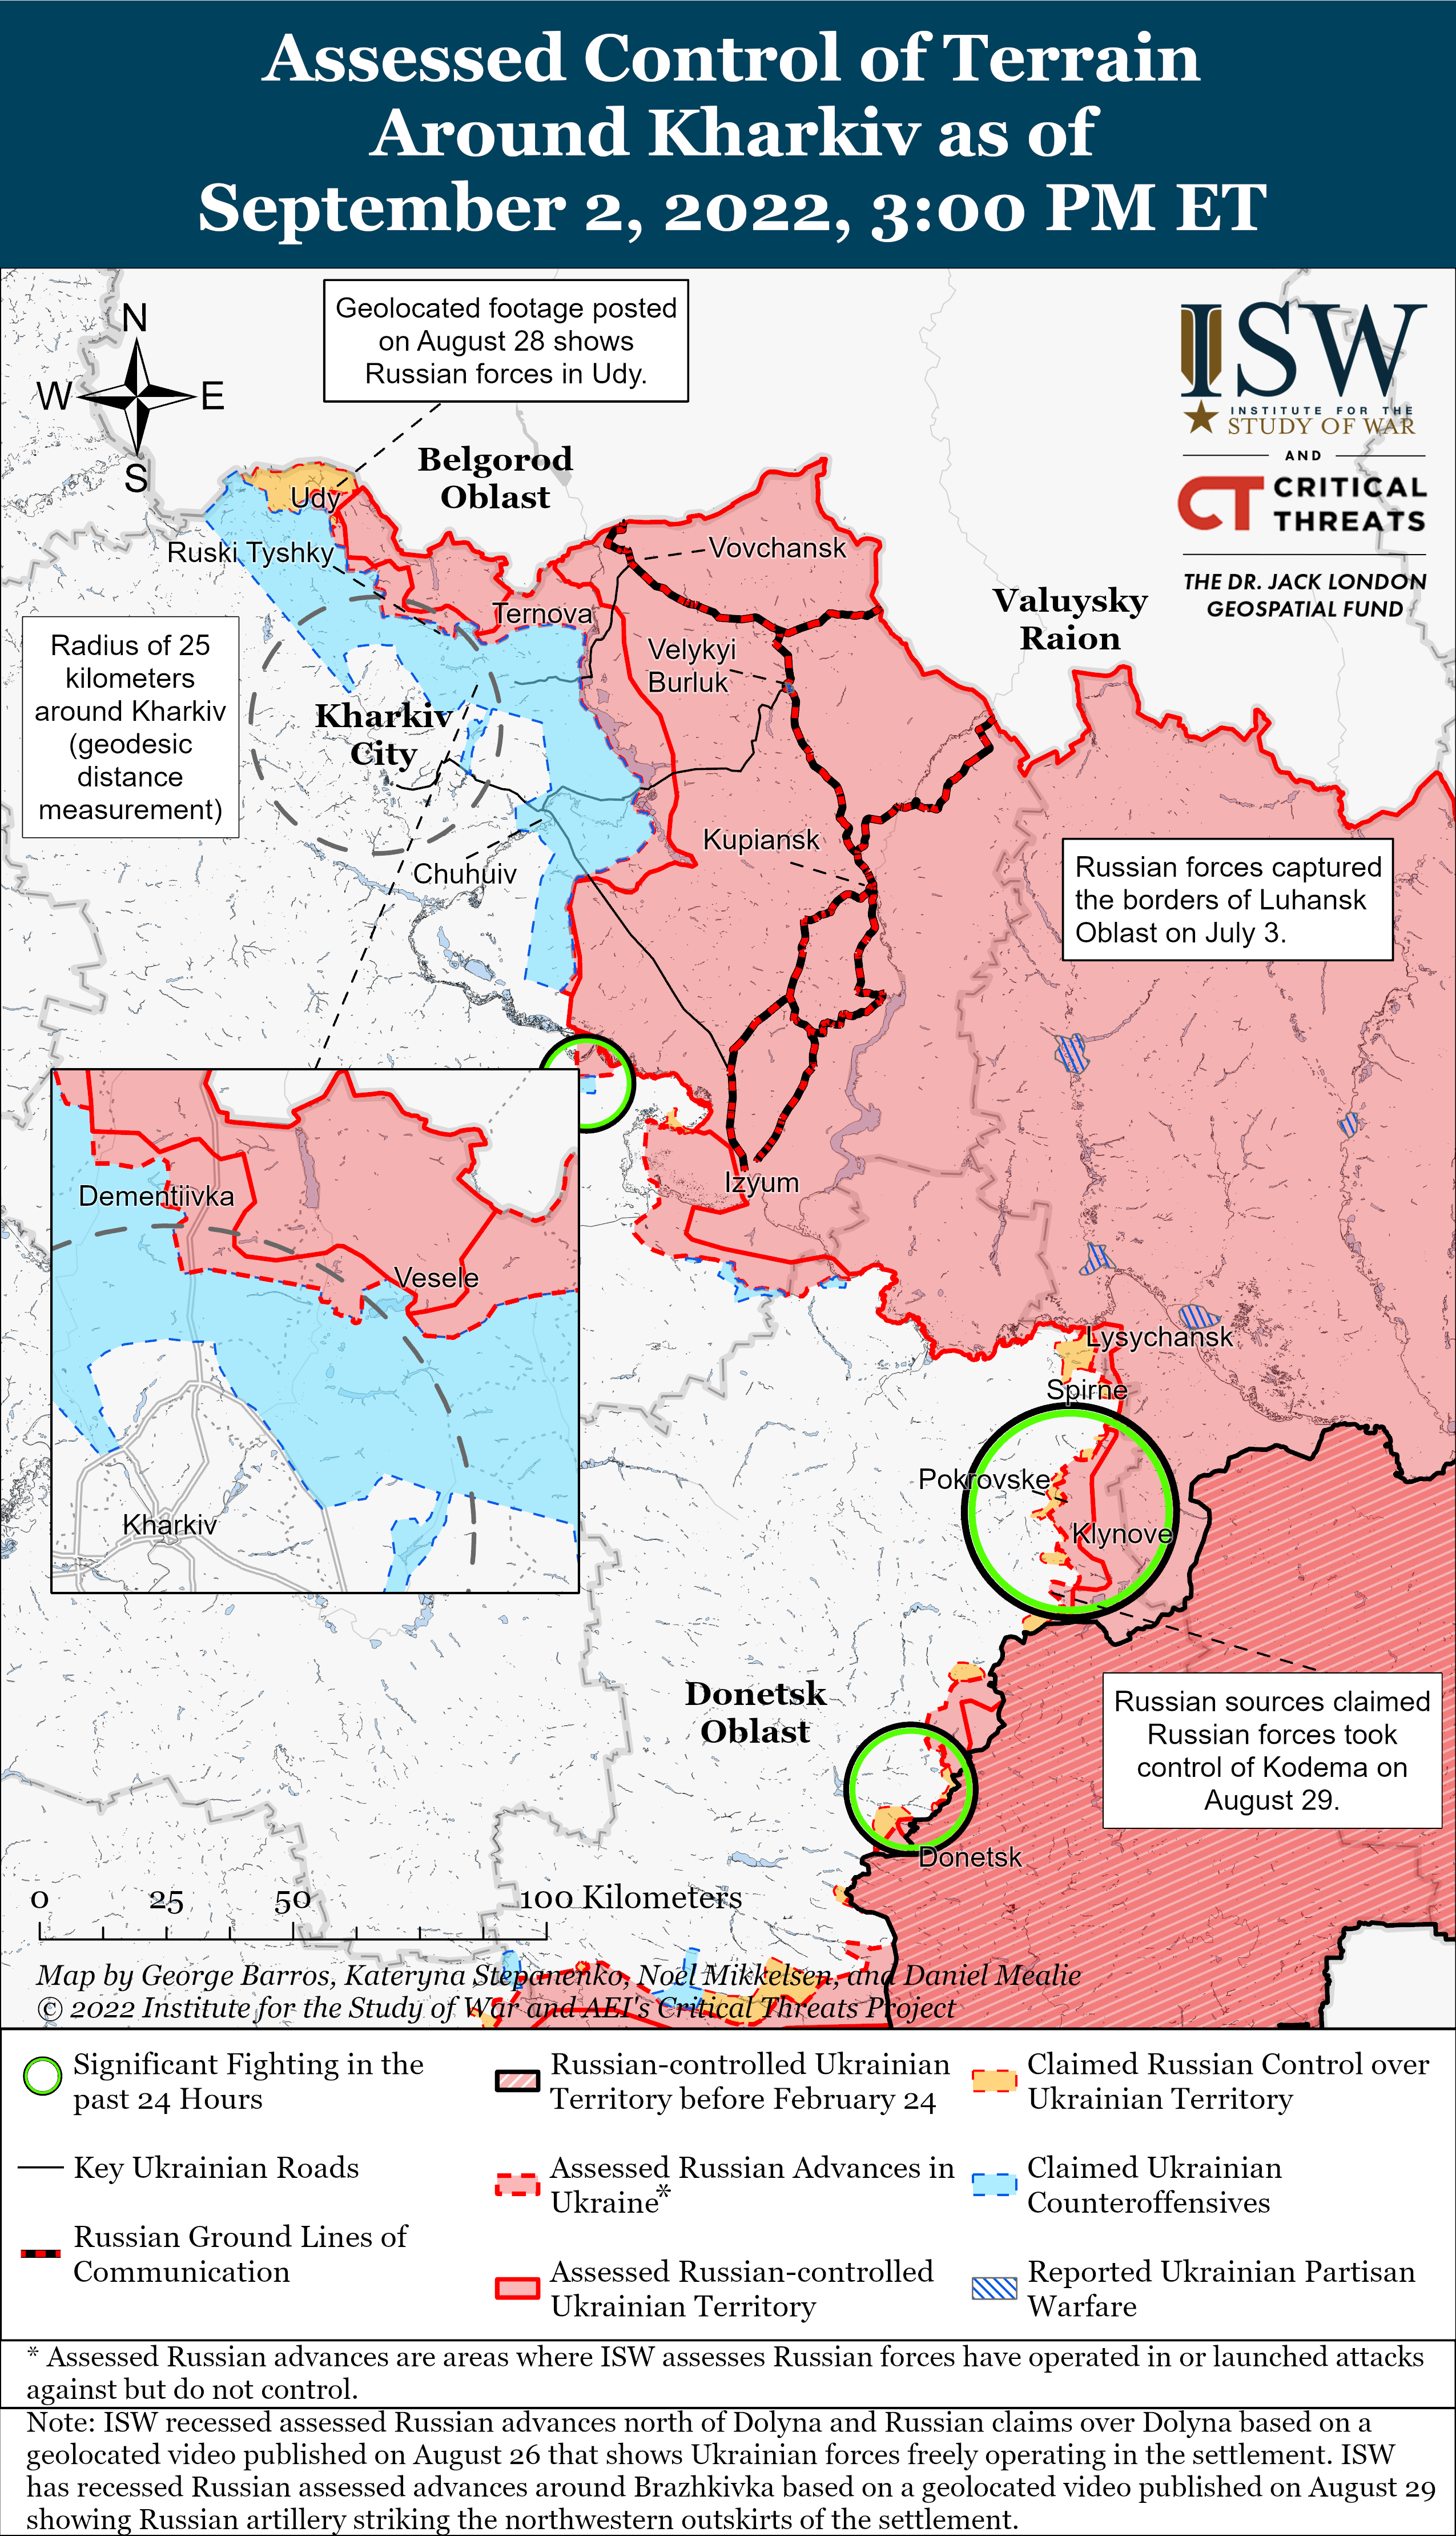 Assessed Control of Terrain
Around Kharkiv as of
September 2, 2022, 3:00 PM ET
Geolocated footage posted
on August 28 shows
Russian forces in Udy.
N
W
E
S
ISW
INSTITUTE FOR THE
STUDY OF WAR
AND
CT CRITICAL
THREATS
THE DR. JACK LONDON
GEOSPATIAL FUND
Belgorod
Oblast
Udy
Ruski Tyshky
Vovchansk
Valuysky
Raion
Ternova
Radius of 25
kilometers
around Kharkiv
(geodesic
distance
measurement)
Velykyi
Burluk
Kharkiv
City
Kupiansk
Chuhuiv
Russian forces captured
the borders of Luhansk
Oblast on July 3.
Izyum
Dementiivka
Vesele
Kharkiv
Lysychansk
Spirne
Pokrovske
Klynove
Donetsk
Oblast
Russian sources claimed
Russian forces took
control of Kodema on
August 29.
Donetsk
0 25 50 100 Kilometers
Map by George Barros, Kateryna Stepanenko, Noel Mikkelsen, and Daniel Mealie
© 2022 Institute for the Study of War and AEI's Critical Threats Project
Significant Fighting in the
past 24 Hours
Key Ukrainian Roads
Russian Ground Lines of
Communication
Russian-controlled Ukrainian
Territory before February 24
Assessed Russian Advances in
Ukraine*
Assessed Russian-controlled
Ukrainian Territory
Claimed Russian Control over
Ukrainian Territory
Claimed Ukrainian
Counteroffensives
Reported Ukrainian Partisan
Warfare
* Assessed Russian advances are areas where ISW assesses Russian forces have operated in or launched attacks
against but do not control.
Note: ISW recessed assessed Russian advances north of Dolyna and Russian claims over Dolyna based on a
geolocated video published on August 26 that shows Ukrainian forces freely operating in the settlement. ISW
has recessed Russian assessed advances around Brazhkivka based on a geolocated video published on August 29
showing Russian artillery striking the northwestern outskirts of the settlement.